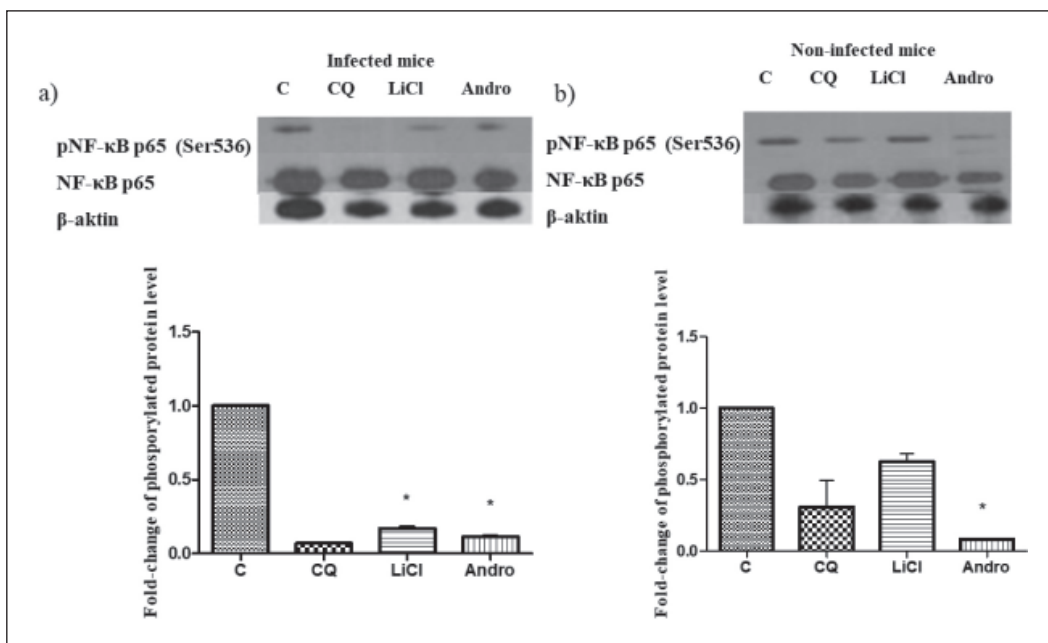 Infected mice
a)
C CQ LiCl Andro
pNF-κB p65 (Ser536)
NF-κB p65
β-aktin
Non-infected mice
b)
C CQ LiCl Andro
pNF-κB p65 (Ser536)
NF-κB p65
β-aktin
Fold-change of phosporylated protein level
1.5
1.0
0.5
0.0
* *
C CQ LiCl Andro
Fold-change of phosphorylated protein level
1.5
1.0
0.5
0.0
*
C CQ LiCl Andro